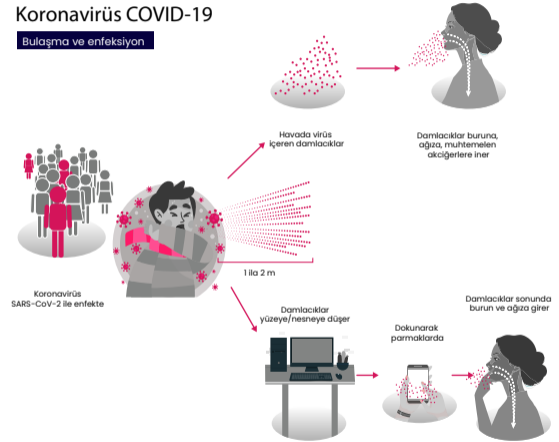 Koronavirüs COVID-19
Bulaşma ve enfeksiyon
Havada virüs
içeren damlacıklar
Damlacıklar buruna,
ağıza, muhtemelen
akciğerlere iner
Koronavirüs
SARS-CoV-2 ile enfekte
1 ila 2 m
Damlacıklar
yüzeye/nesneye düşer
Dokunarak
parmaklarda
Damlacıklar sonunda
burun ve ağıza girer